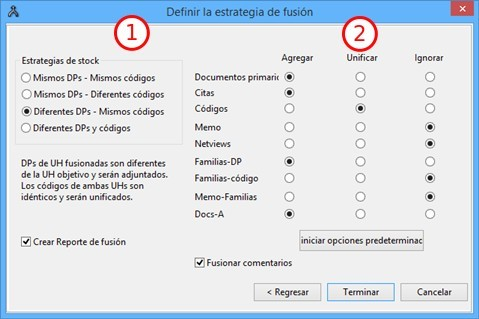 Definir la estrategia de fusión
1
2
Estrategias de stock
Mismos DPs - Mismos códigos
Mismos DPs - Diferentes códigos
Diferentes DPs - Mismos códigos
Diferentes DPs y códigos
DPs de UH fusionadas son diferentes
de la UH objetivo y serán adjuntados.
Los códigos de ambas UHs son
idénticos y serán unificados.
Crear Reporte de fusión
Agregar Unificar Ignorar
Documentos primario
Citas
Códigos
Memo
Netviews
Familias-DP
Familias-código
Memo-Familias
Docs-A
iniciar opciones predeterminac
Fusionar comentarios
< Regresar Terminar Cancelar